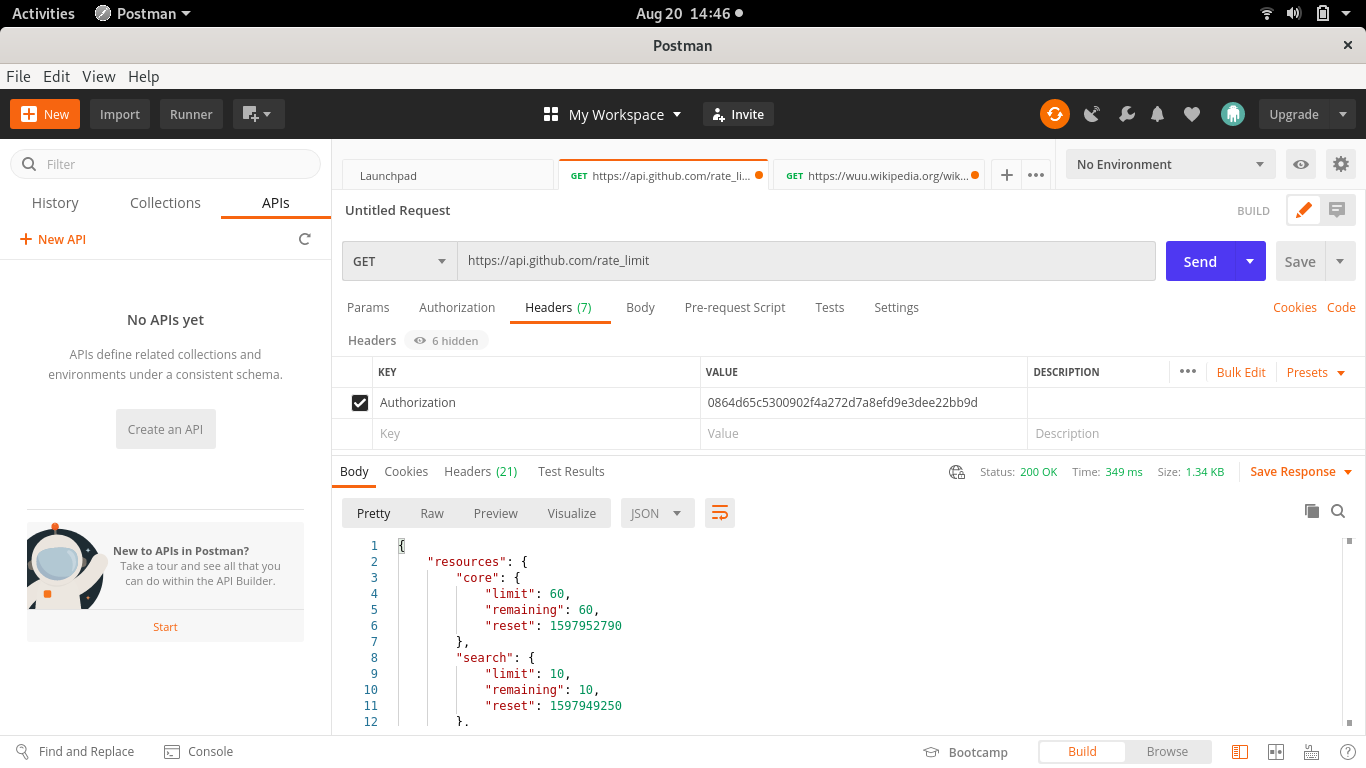 Activities Postman Aug 20 14:46
Postman
File Edit View Help
New Import Runner My Workspace Invite Upgrade
Filter
History Collections APIs
New API
No APIs yet
APIs define related collections and
environments under a consistent schema.
Create an API
New to APIs in Postman?
Take a tour and see all that you
can do within the API Builder.
Start
Launchpad GET https://api.github.com/rate_li... GET https://wuu.wikipedia.org/wik... No Environment
Untitled Request BUILD
GET https://api.github.com/rate_limit Send Save
Params Authorization Headers (7) Body Pre-request Script Tests Settings Cookies Code
Headers 6 hidden
KEY VALUE DESCRIPTION Bulk Edit Presets
Authorization 0864d65c5300902f4a272d7a8efd9e3dee22bb9d
Key Value Description
Body Cookies Headers (21) Test Results Status: 200 OK Time: 349 ms Size: 1.34 KB Save Response
Pretty Raw Preview Visualize JSON
1 {
2 "resources": {
3 "core": {
4 "limit": 60,
5 "remaining": 60,
6 "reset": 1597952790
7 },
8 "search": {
9 "limit": 10,
10 "remaining": 10,
11 "reset": 1597949250
12 },
Find and Replace Console Bootcamp Build Browse